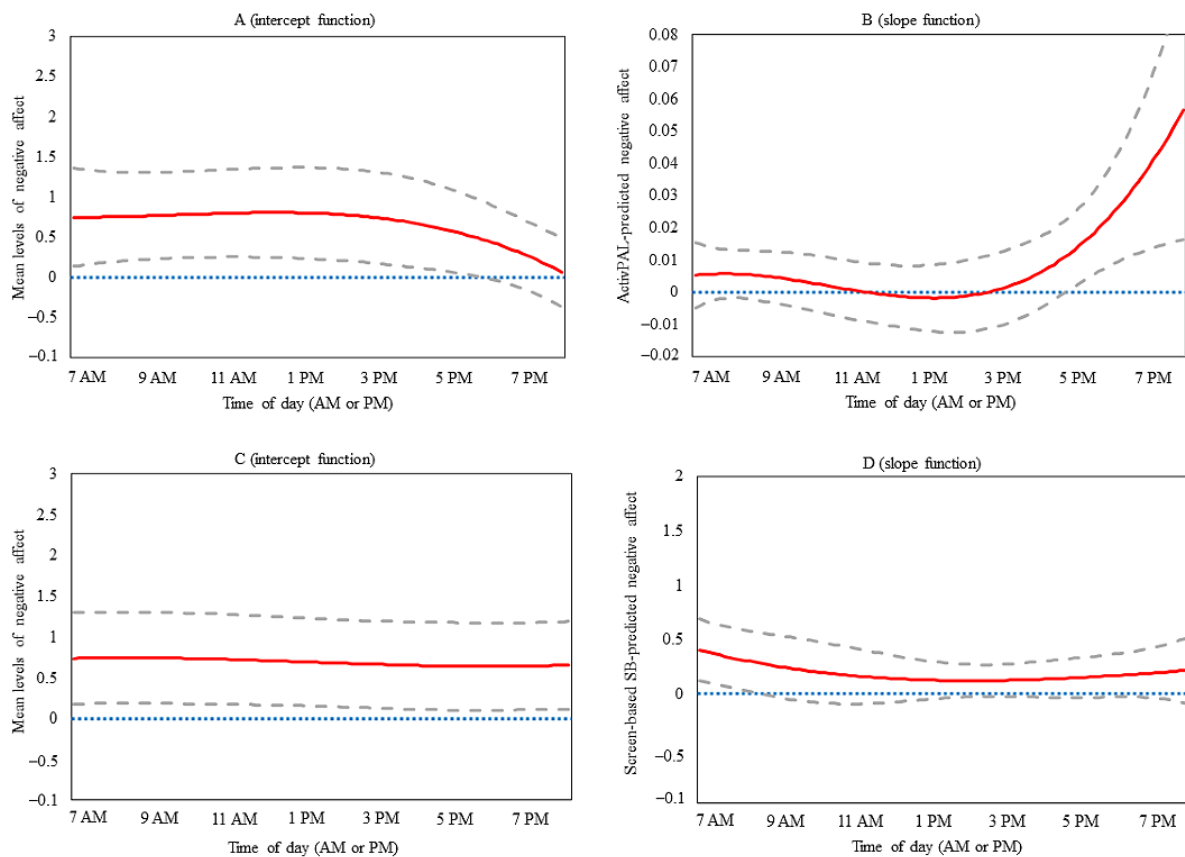 A (intercept function)
Mean levels of negative affect
3
2.5
2
1.5
1
0.5
0
–0.5
–0.1
7 AM 9 AM 11 AM 1 PM 3 PM 5 PM 7 PM
Time of day (AM or PM)
B (slope function)
ActivPAL-predicted negative affect
0.08
0.06
0.05
0.04
0.03
0.02
0.01
0
–0.01
–0.02
7 AM 9 AM 11 AM 1 PM 3 PM 5 PM 7 PM
Time of day (AM or PM)
C (intercept function)
Mean levels of negative affect
3
2.5
2
1.5
1
0.5
0
–0.5
–0.1
7 AM 9 AM 11 AM 1 PM 3 PM 5 PM 7 PM
Time of day (AM or PM)
D (slope function)
Screen-based SB-predicted negative affect
2
1
0.5
0
–0.5
–0.1
7 AM 9 AM 11 AM 1 PM 3 PM 5 PM 7 PM
Time of day (AM or PM)